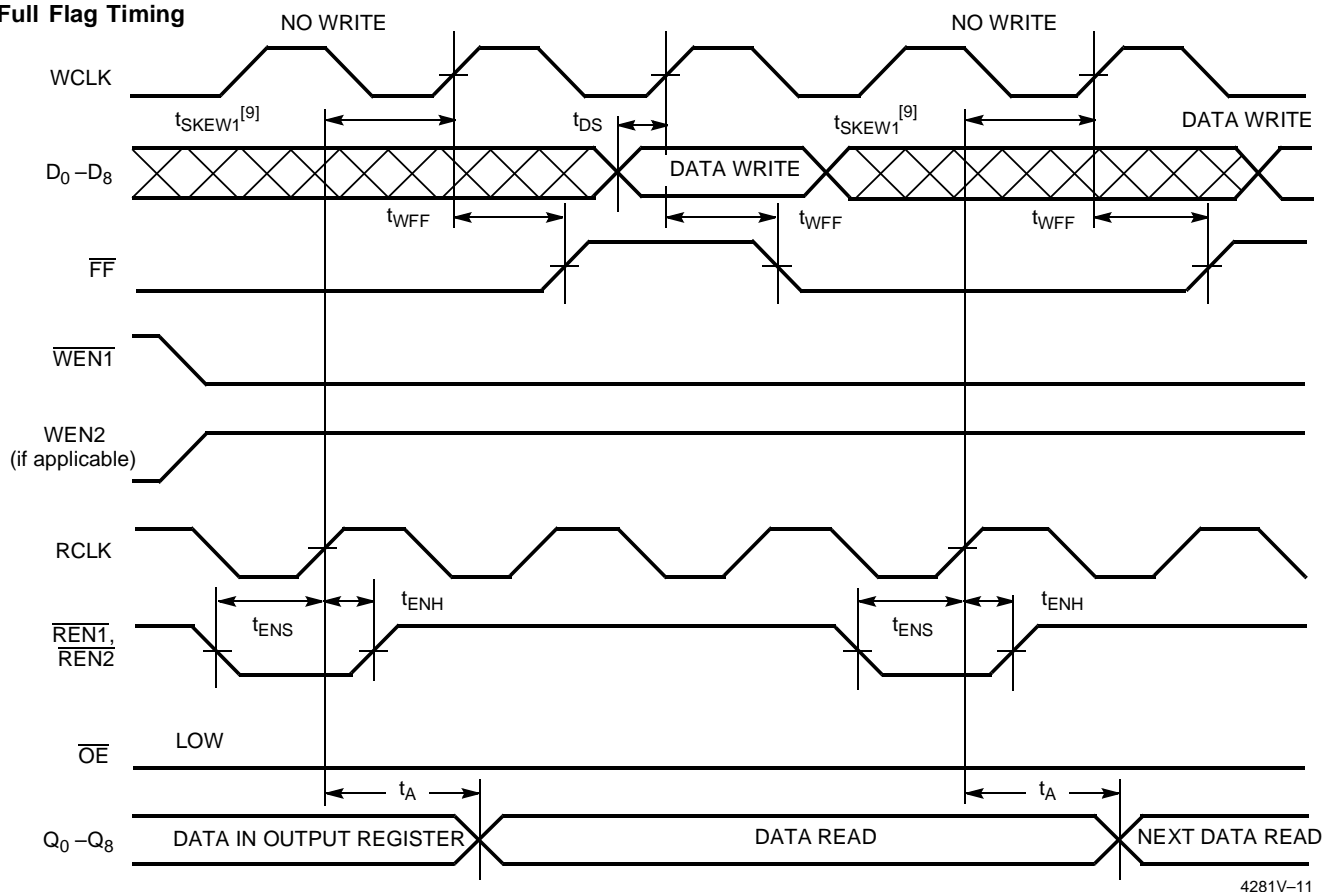 Full Flag Timing
NO WRITE
NO WRITE
WCLK
tSKEW1[9]
tDS
tSKEW1[9]
DATA WRITE
D0 –D8
DATA WRITE
tWFF
tWFF
tWFF
FF
WEN1
WEN2
(if applicable)
RCLK
tENS
tENH
tENS
tENH
REN1,
REN2
OE
LOW
tA
tA
Q0 –Q8
DATA IN OUTPUT REGISTER
DATA READ
NEXT DATA READ
4281V–11